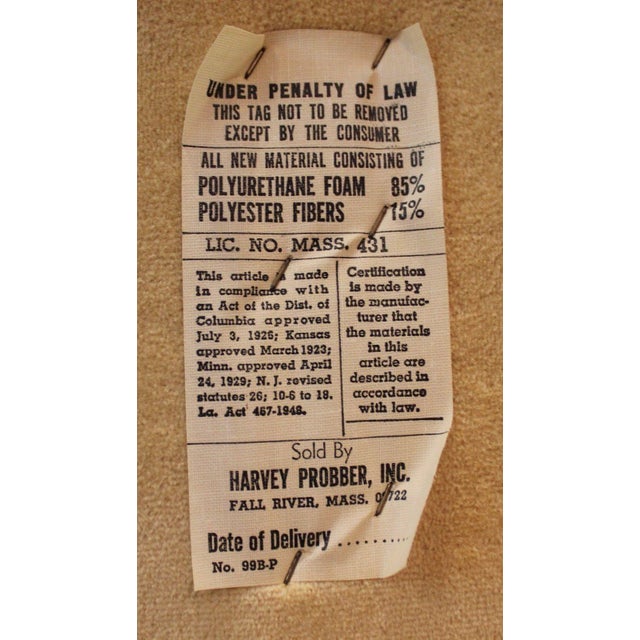 UNDER PENALTY OF LAW
THIS TAG NOT TO BE REMOVED
EXCEPT BY THE CONSUMER
ALL NEW MATERIAL CONSISTING OF
POLYURETHANE FOAM 85%
POLYESTER FIBERS 15%
LIC. NO. MASS. 431
This article is made
in compliance with
an Act of the Dist. of
Columbia approved
July 3, 1926; Kansas
approved March 1923;
Minn. approved April
24, 1929; N. J. revised
statutes 26; 10-6 to 18.
La. Act 467-1948.
Certification
is made by
the manufac-
turer that
the materials
in this
article are
described in
accordance
with law.
Sold By
HARVEY PROBBER, INC.
FALL RIVER, MASS. 02722
Date of Delivery ..........
No. 99B-P